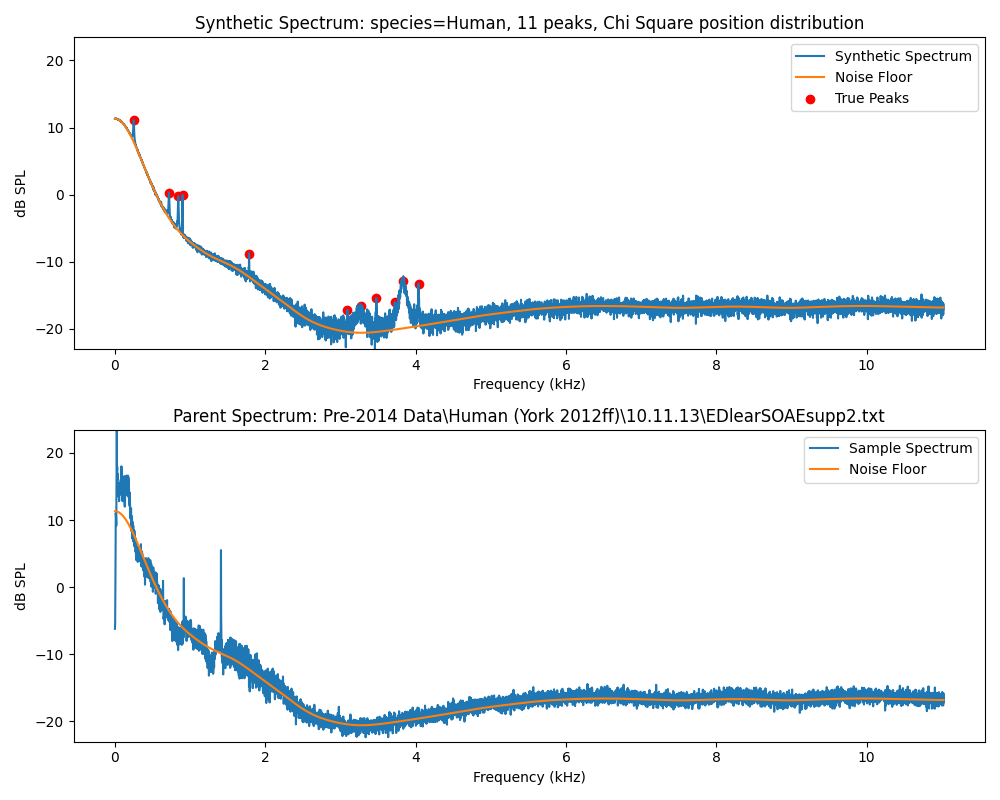 Synthetic Spectrum: species=Human, 11 peaks, Chi Square position distribution
20
10
0
−10
−20
dB SPL
Synthetic Spectrum
Noise Floor
True Peaks
0 2 4 6 8 10
Frequency (kHz)
Parent Spectrum: Pre-2014 Data\Human (York 2012ff)\10.11.13\EDlearSOAEsupp2.txt
20
10
0
−10
−20
dB SPL
Sample Spectrum
Noise Floor
0 2 4 6 8 10
Frequency (kHz)